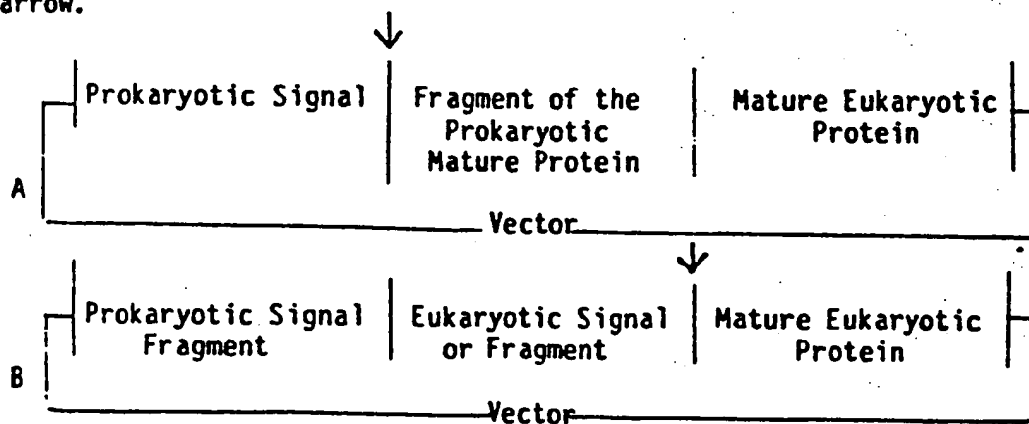 arrow.
Prokaryotic Signal
Fragment of the
Prokaryotic
Mature Protein
Mature Eukaryotic
Protein
A
Vector
Prokaryotic Signal
Fragment
Eukaryotic Signal
or Fragment
Mature Eukaryotic
Protein
B
Vector